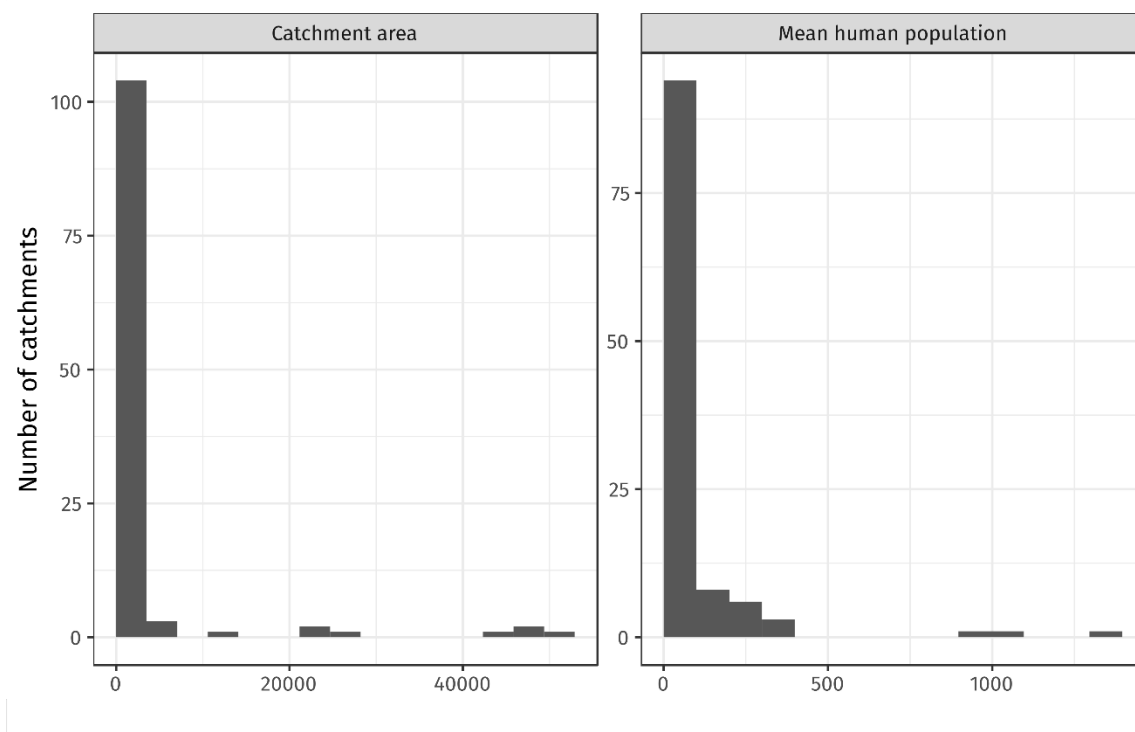 Catchment area
Mean human population
Number of catchments
100
75
50
25
0
0 20000 40000
75
50
25
0
0 500 1000